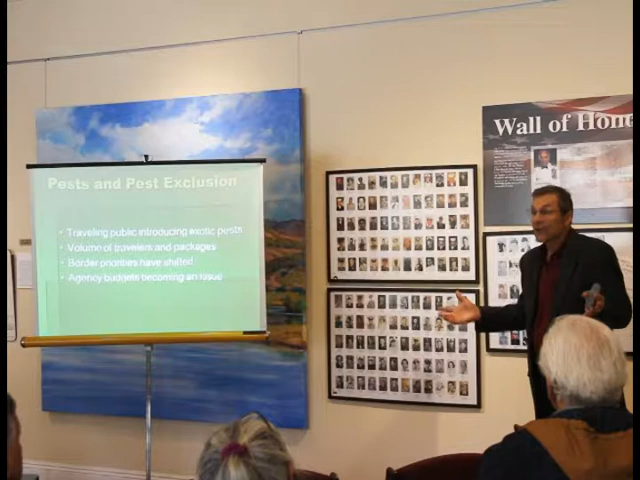 Pests and Pest Exclusion
• Traveling public introducing exotic pests
• Volume of travelers and packages
• Border priorities have shifted
• Agency budgets becoming an issue
Wall of Hono